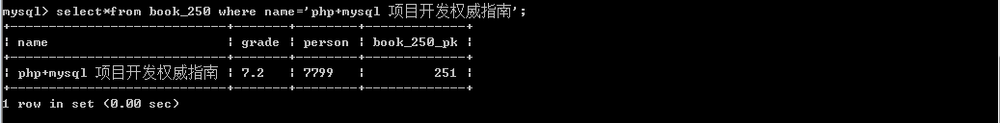 mysql> select*from book_250 where name='php+mysql 项目开发权威指南';
+-----------------------------+-------+--------+-------------+
| name | grade | person | book_250_pk |
+-----------------------------+-------+--------+-------------+
| php+mysql 项目开发权威指南 | 7.2 | 7799 | 251 |
+-----------------------------+-------+--------+-------------+
1 row in set (0.00 sec)